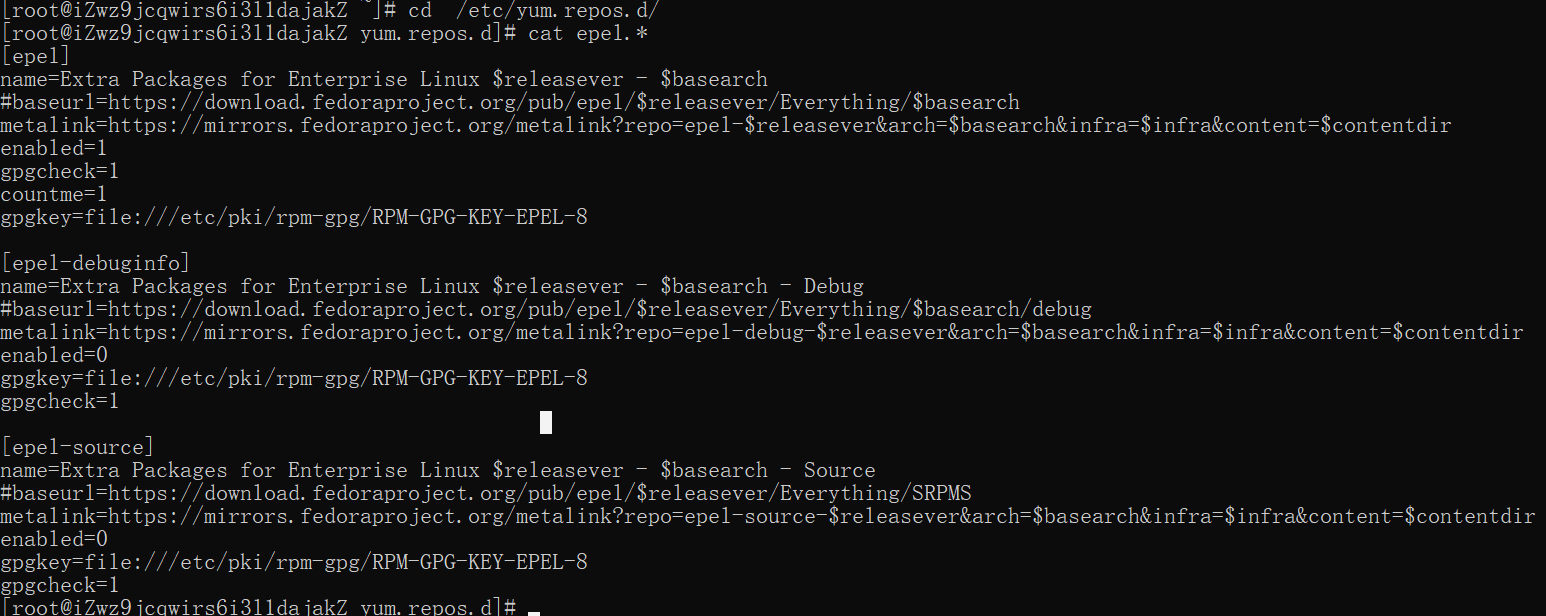 [root@iZwz9jcqwirs6i3l1dajakZ ~]# cd  /etc/yum.repos.d/
[root@iZwz9jcqwirs6i3l1dajakZ yum.repos.d]# cat epel.*
[epel]
name=Extra Packages for Enterprise Linux $releasever - $basearch
#baseurl=https://download.fedoraproject.org/pub/epel/$releasever/Everything/$basearch
metalink=https://mirrors.fedoraproject.org/metalink?repo=epel-$releasever&arch=$basearch&infra=$infra&content=$contentdir
enabled=1
gpgcheck=1
countme=1
gpgkey=file:///etc/pki/rpm-gpg/RPM-GPG-KEY-EPEL-8

[epel-debuginfo]
name=Extra Packages for Enterprise Linux $releasever - $basearch - Debug
#baseurl=https://download.fedoraproject.org/pub/epel/$releasever/Everything/$basearch/debug
metalink=https://mirrors.fedoraproject.org/metalink?repo=epel-debug-$releasever&arch=$basearch&infra=$infra&content=$contentdir
enabled=0
gpgkey=file:///etc/pki/rpm-gpg/RPM-GPG-KEY-EPEL-8
gpgcheck=1

[epel-source]
name=Extra Packages for Enterprise Linux $releasever - $basearch - Source
#baseurl=https://download.fedoraproject.org/pub/epel/$releasever/Everything/SRPMS
metalink=https://mirrors.fedoraproject.org/metalink?repo=epel-source-$releasever&arch=$basearch&infra=$infra&content=$contentdir
enabled=0
gpgkey=file:///etc/pki/rpm-gpg/RPM-GPG-KEY-EPEL-8
gpgcheck=1
[root@iZwz9jcqwirs6i3l1dajakZ yum.repos.d]#